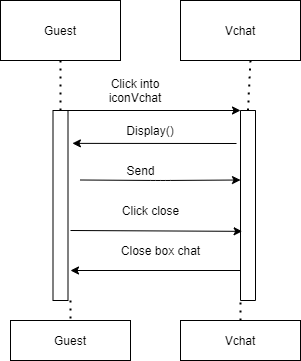 Guest
Vchat
Click into
iconVchat
Display()
Send
Click close
Close box chat
Guest
Vchat